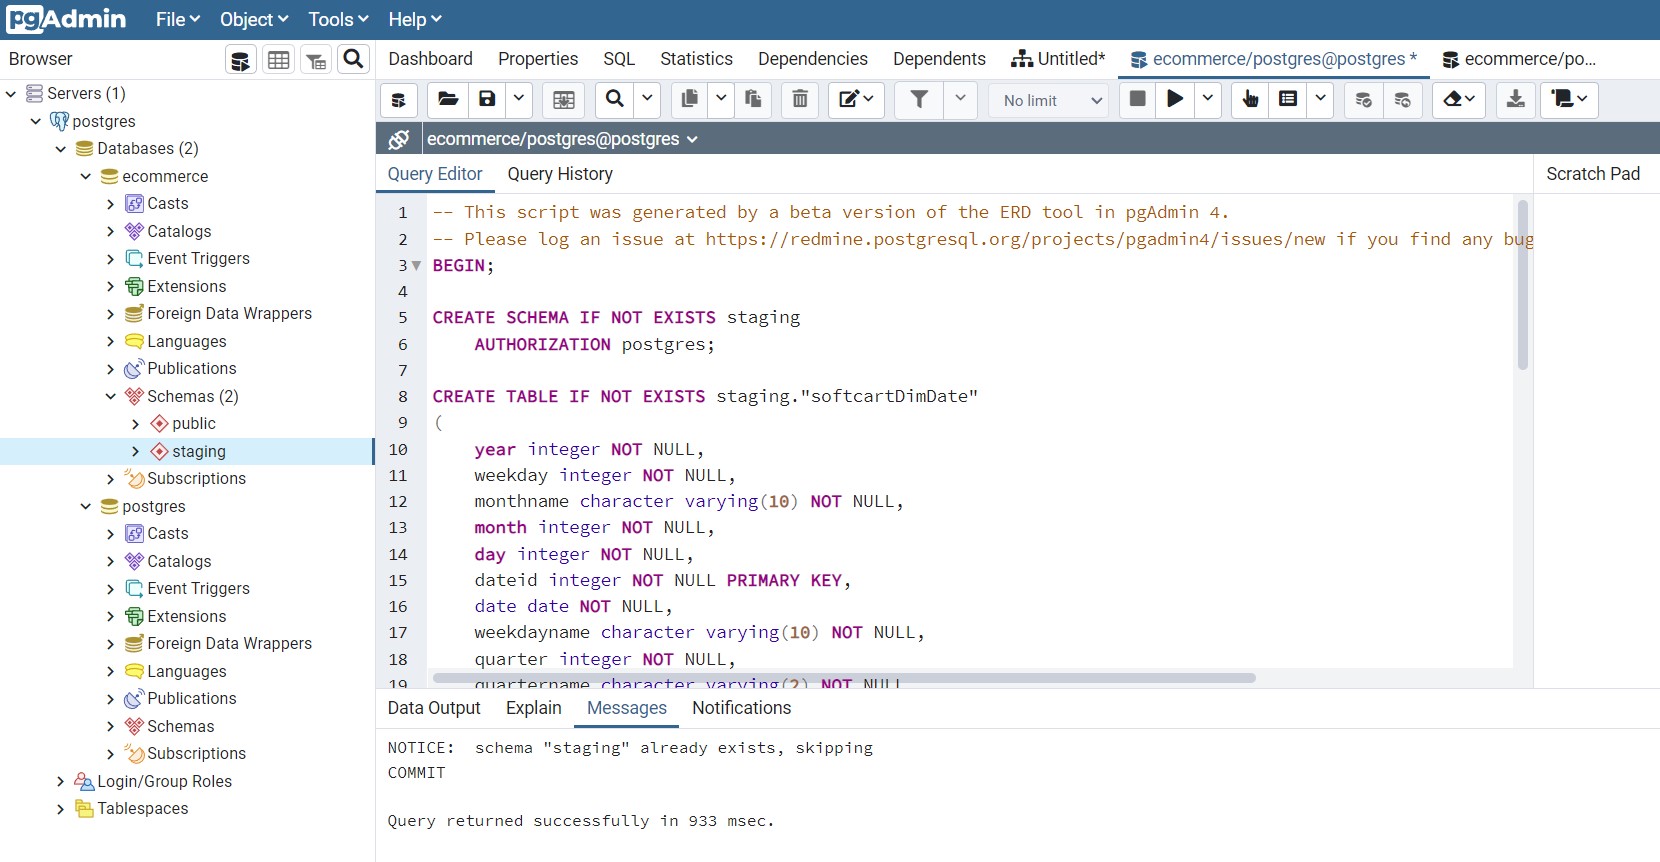 pgAdmin File Object Tools Help
Browser
Dashboard Properties SQL Statistics Dependencies Dependents Untitled* ecommerce/postgres@postgres * ecommerce/po...
No limit
ecommerce/postgres@postgres
Query Editor Query History
Scratch Pad
Servers (1)
postgres
Databases (2)
ecommerce
Casts
Catalogs
Event Triggers
Extensions
Foreign Data Wrappers
Languages
Publications
Schemas (2)
public
staging
Subscriptions
postgres
Casts
Catalogs
Event Triggers
Extensions
Foreign Data Wrappers
Languages
Publications
Schemas
Subscriptions
Login/Group Roles
Tablespaces
1 -- This script was generated by a beta version of the ERD tool in pgAdmin 4.
2 -- Please log an issue at https://redmine.postgresql.org/projects/pgadmin4/issues/new if you find any bug
3 BEGIN;
4
5 CREATE SCHEMA IF NOT EXISTS staging
6 AUTHORIZATION postgres;
7
8 CREATE TABLE IF NOT EXISTS staging."softcartDimDate"
9 (
10 year integer NOT NULL,
11 weekday integer NOT NULL,
12 monthname character varying(10) NOT NULL,
13 month integer NOT NULL,
14 day integer NOT NULL,
15 dateid integer NOT NULL PRIMARY KEY,
16 date date NOT NULL,
17 weekdayname character varying(10) NOT NULL,
18 quarter integer NOT NULL,
19 quartername character varying(2) NOT NULL
Data Output Explain Messages Notifications
NOTICE: schema "staging" already exists, skipping
COMMIT
Query returned successfully in 933 msec.